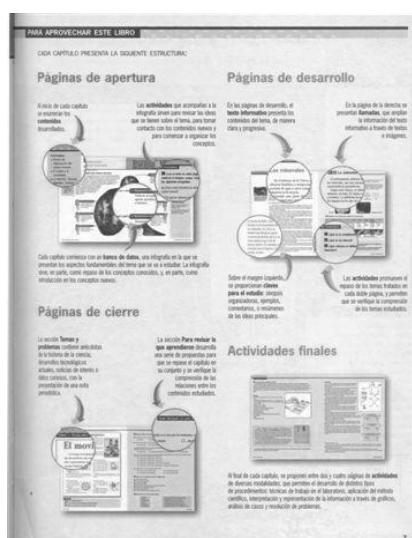 PARA APROVECHAR ESTE LIBRO
CADA CAPÍTULO PRESENTA LA SIGUIENTE ESTRUCTURA:
Páginas de apertura
Al inicio de cada capítulo
se enumeran los
contenidos
desarrollados.
Las actividades que acompañan a la
infografía sirven para revisar las ideas
que se tienen sobre el tema, para tomar
contacto con los contenidos nuevos y
para comenzar a organizar los
conceptos.
Cada capítulo comienza con un banco de datos, una infografía en la que se
presentan los aspectos fundamentales del tema que se va a estudiar. La infografía
sirve, en parte, como repaso de los conceptos conocidos, y, en parte, como
introducción en los conceptos nuevos.
Páginas de desarrollo
En las páginas de desarrollo, el
texto informativo presenta los
contenidos del tema, de manera
clara y progresiva.
En la página de la derecha se
presentan llamadas, que amplían
la información del texto
informativo a través de textos
e imágenes.
Los minerales
Sobre el margen izquierdo,
se proporcionan claves
para el estudio: sinopsis
organizadoras, ejemplos,
comentarios, o resúmenes
de las ideas principales.
Las actividades promueven el
repaso de los temas tratados en
cada doble página, y permiten
que se verifique la comprensión
de los temas estudiados.
Páginas de cierre
La sección Temas y
problemas contiene anécdotas
de la historia de la ciencia,
desarrollos tecnológicos
actuales, noticias de interés o
datos curiosos, con la
presentación de una nota
periodística.
La sección Para revisar lo
que aprendieron desarrolla
una serie de propuestas para
que se repase el capítulo en
su conjunto y se verifique la
comprensión de las
relaciones entre los
contenidos estudiados.
El movi
Actividades finales
Al final de cada capítulo, se proponen entre dos y cuatro páginas de actividades
de diversas modalidades, que permiten el desarrollo de distintos tipos
de procedimientos: técnicas de trabajo en el laboratorio, aplicación del método
científico, interpretación y representación de la información a través de gráficos,
análisis de casos y resolución de problemas.